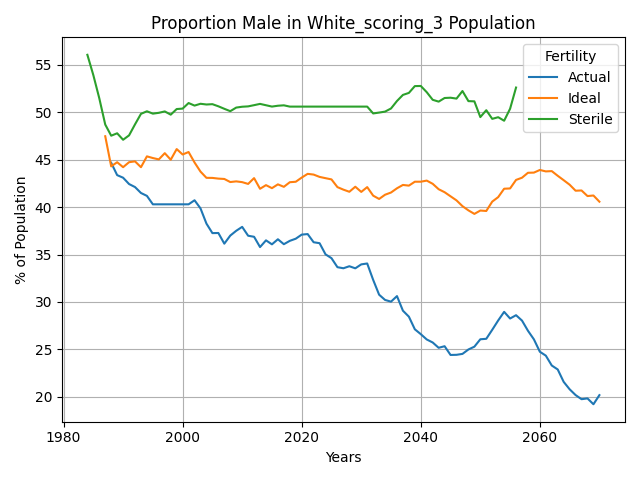 Proportion Male in White_scoring_3 Population
% of Population
55
50
45
40
35
30
25
20
1980
2000
2020
2040
2060
Years
Fertility
Actual
Ideal
Sterile